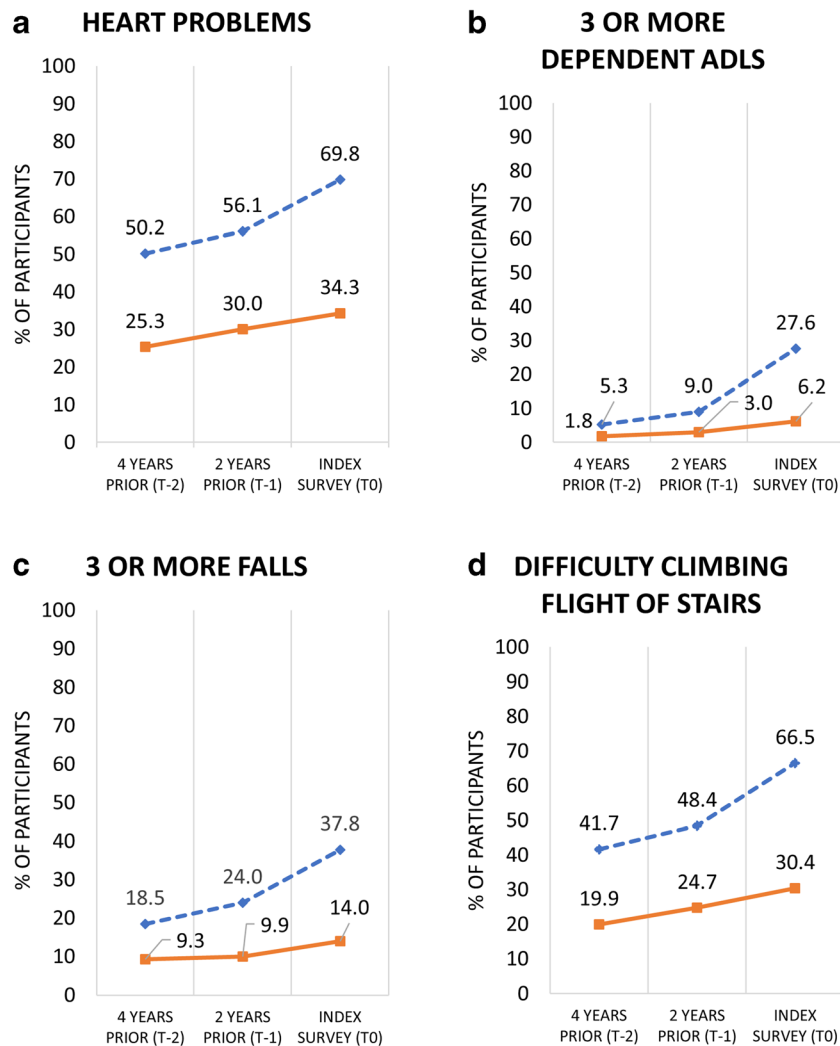 a
HEART PROBLEMS
% OF PARTICIPANTS
100
90
80
70
60
50
40
30
20
10
0
50.2
56.1
69.8
25.3
30.0
34.3
4 YEARS
PRIOR (T-2)
2 YEARS
PRIOR (T-1)
INDEX
SURVEY (T0)
b
3 OR MORE
DEPENDENT ADLS
% OF PARTICIPANTS
100
90
80
70
60
50
40
30
20
10
0
5.3
9.0
27.6
1.8
3.0
6.2
4 YEARS
PRIOR (T-2)
2 YEARS
PRIOR (T-1)
INDEX
SURVEY (T0)
c
3 OR MORE FALLS
% OF PARTICIPANTS
100
90
80
70
60
50
40
30
20
10
0
18.5
24.0
37.8
9.3
9.9
14.0
4 YEARS
PRIOR (T-2)
2 YEARS
PRIOR (T-1)
INDEX
SURVEY (T0)
d
DIFFICULTY CLIMBING
FLIGHT OF STAIRS
% OF PARTICIPANTS
100
90
80
70
60
50
40
30
20
10
0
41.7
48.4
66.5
19.9
24.7
30.4
4 YEARS
PRIOR (T-2)
2 YEARS
PRIOR (T-1)
INDEX
SURVEY (T0)